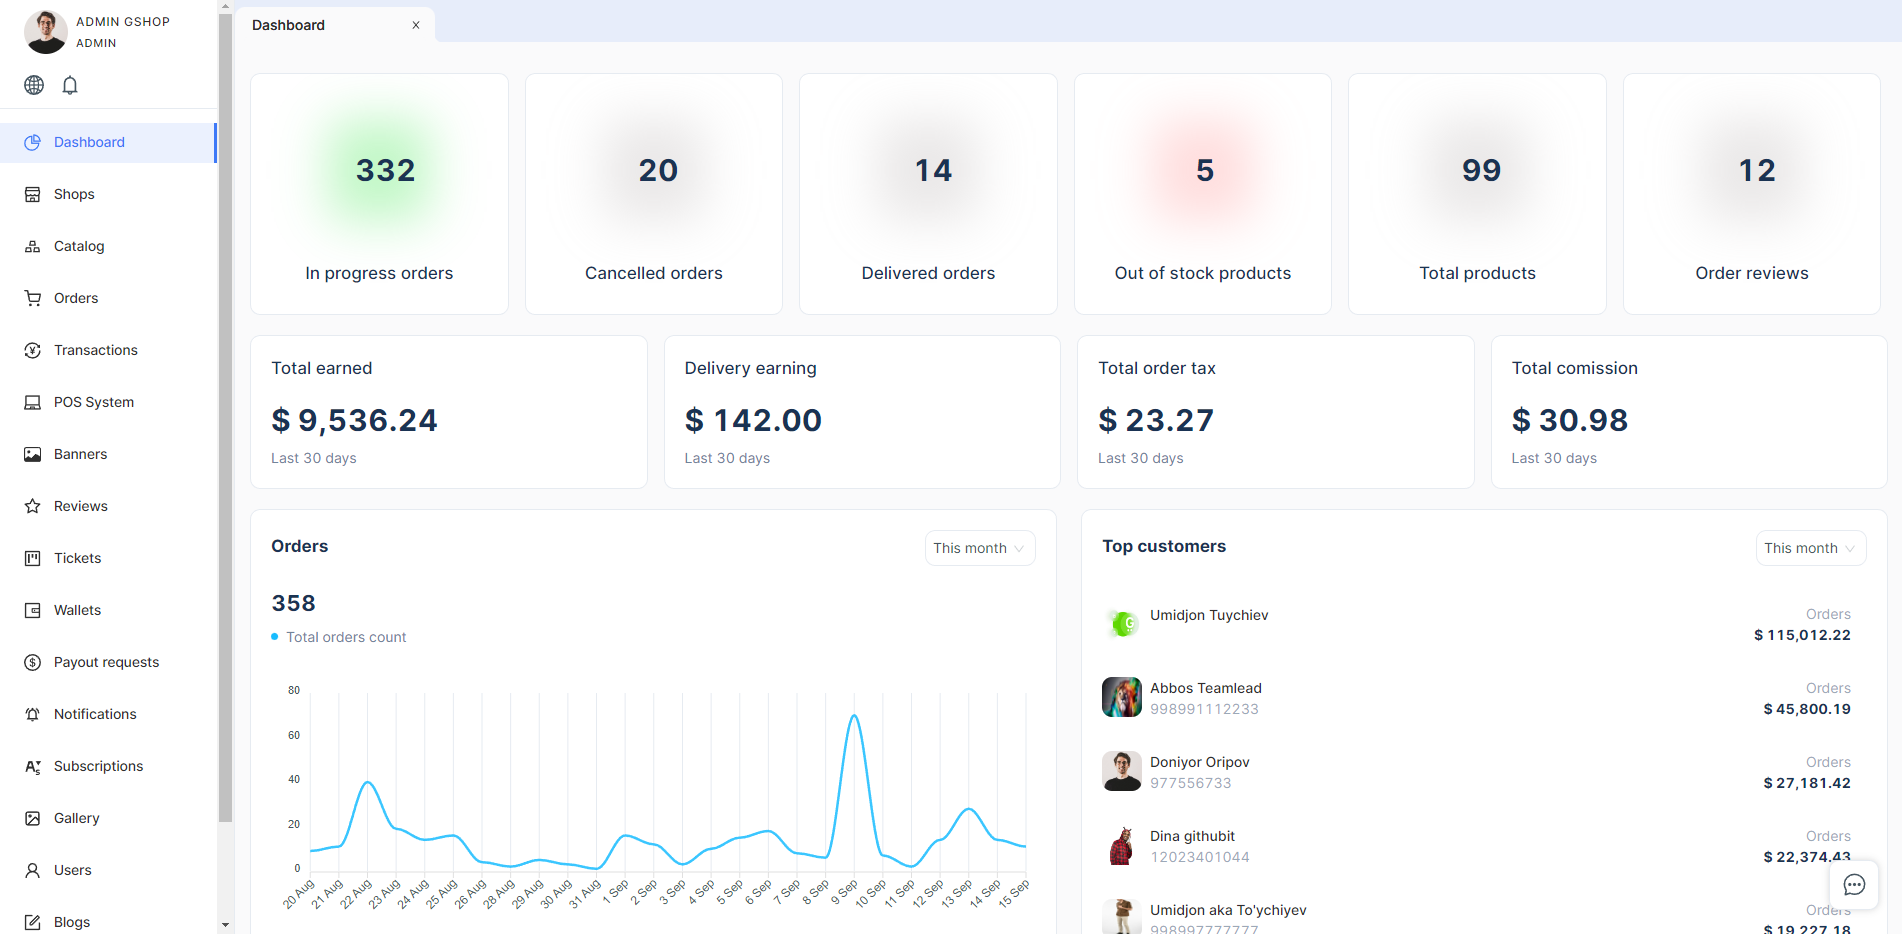 ADMIN GSHOP
ADMIN
Dashboard
Shops
Catalog
Orders
Transactions
POS System
Banners
Reviews
Tickets
Wallets
Payout requests
Notifications
Subscriptions
Gallery
Users
Blogs
Dashboard
332
In progress orders
20
Cancelled orders
14
Delivered orders
5
Out of stock products
99
Total products
12
Order reviews
Total earned
$ 9,536.24
Last 30 days
Delivery earning
$ 142.00
Last 30 days
Total order tax
$ 23.27
Last 30 days
Total comission
$ 30.98
Last 30 days
Orders
This month
358
Total orders count
80
60
40
20
0
20 Aug
21 Aug
22 Aug
23 Aug
24 Aug
25 Aug
26 Aug
28 Aug
29 Aug
30 Aug
31 Aug
1 Sep
2 Sep
3 Sep
4 Sep
5 Sep
6 Sep
7 Sep
8 Sep
9 Sep
10 Sep
11 Sep
12 Sep
13 Sep
14 Sep
15 Sep
Top customers
This month
Umidjon Tuychiev
Orders
$ 115,012.22
Abbos Teamlead
998991112233
Orders
$ 45,800.19
Doniyor Oripov
977556733
Orders
$ 27,181.42
Dina githubit
12023401044
Orders
$ 22,374.43
Umidjon aka To'ychiyev
998997777777
Orders
$ 19,227.18